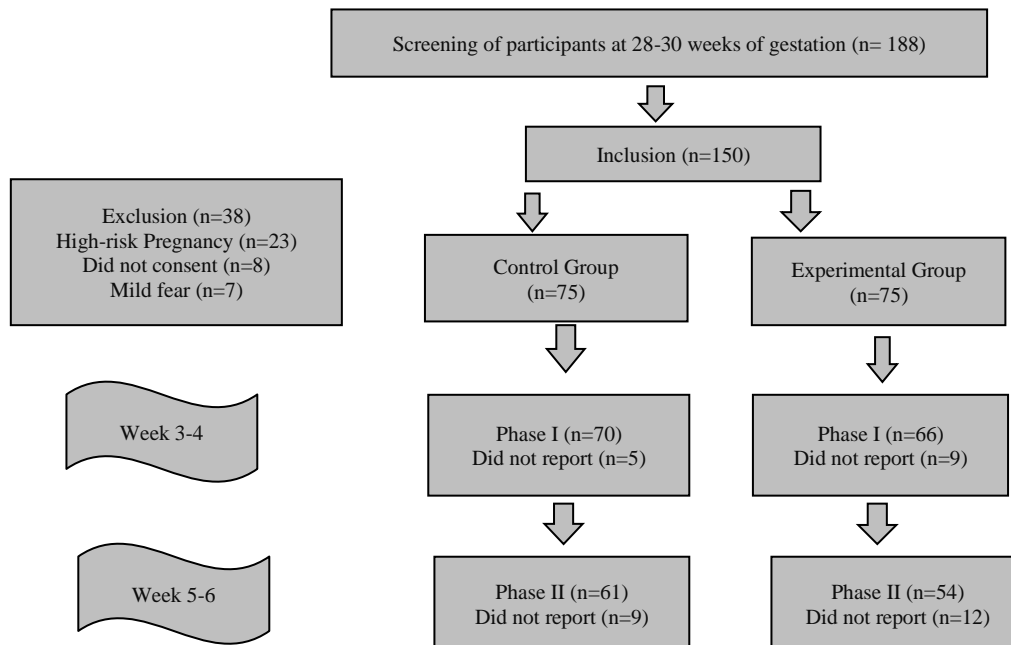 Screening of participants at 28-30 weeks of gestation (n= 188)
Inclusion (n=150)
Exclusion (n=38)
High-risk Pregnancy (n=23)
Did not consent (n=8)
Mild fear (n=7)
Control Group
(n=75)
Experimental Group
(n=75)
Week 3-4
Phase I (n=70)
Did not report (n=5)
Phase I (n=66)
Did not report (n=9)
Week 5-6
Phase II (n=61)
Did not report (n=9)
Phase II (n=54)
Did not report (n=12)